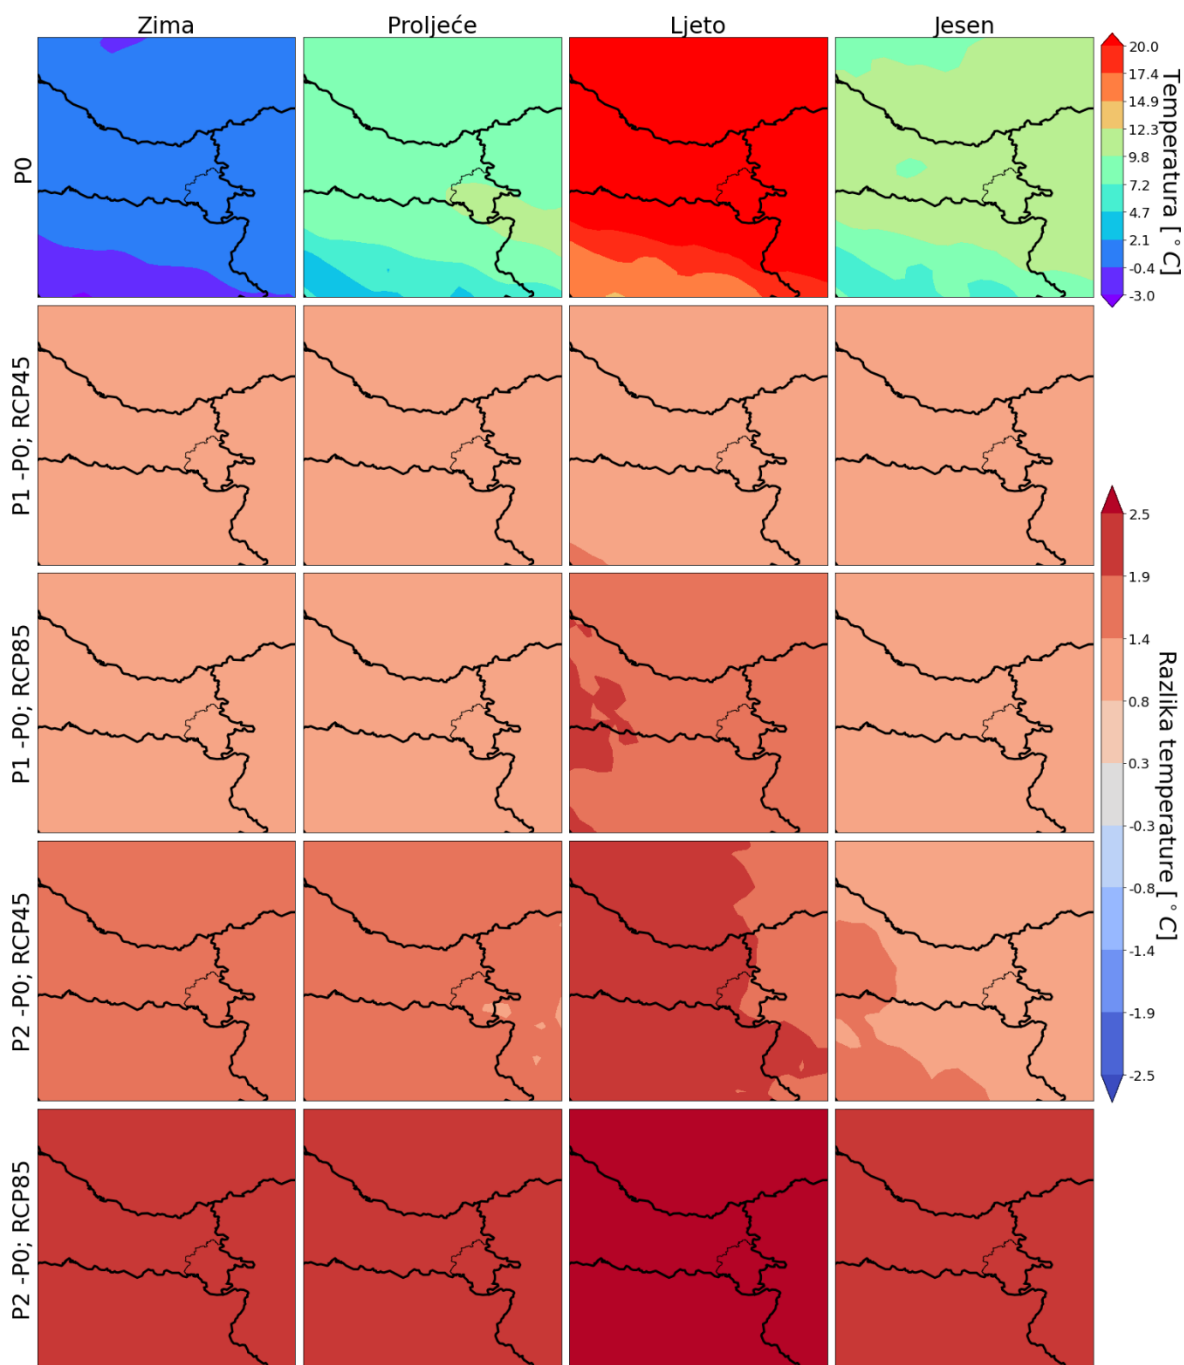 Zima
Proljeće
Ljeto
Jesen
P0
20.0
17.4
14.9
12.3
9.8
7.2
4.7
2.1
-0.4
-3.0
Temperatura [°C]
P1 -P0; RCP45
P1 -P0; RCP85
P2 -P0; RCP45
P2 -P0; RCP85
2.5
1.9
1.4
0.8
0.3
-0.3
-0.8
-1.4
-1.9
-2.5
Razlika temperature [°C]